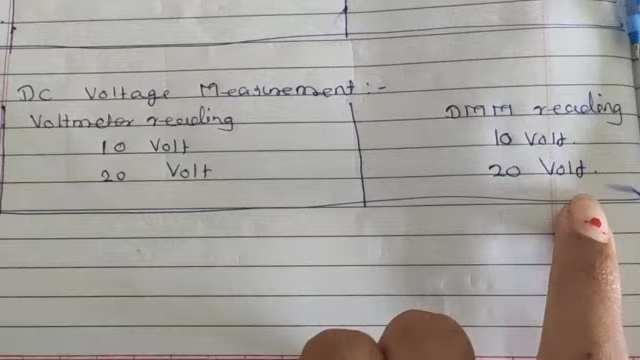 DC Voltage Measurement:-
Voltmeter reading DMM reading
10 Volt 10 Volt.
20 Volt 20 Volt.